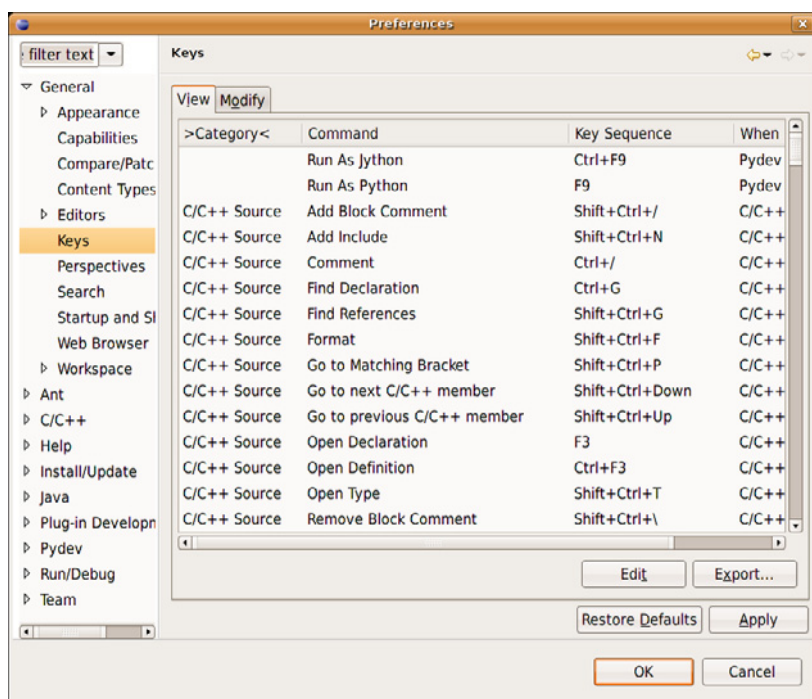 Preferences
: filter text
Keys
General
Appearance
Capabilities
Compare/Patc
Content Types
Editors
Keys
Perspectives
Search
Startup and Sl
Web Browser
Workspace
Ant
C/C++
Help
Install/Update
Java
Plug-in Developn
Pydev
Run/Debug
Team
View Modify
>Category< Command Key Sequence When
Run As Jython Ctrl+F9 Pydev
Run As Python F9 Pydev
C/C++ Source Add Block Comment Shift+Ctrl+/ C/C++
C/C++ Source Add Include Shift+Ctrl+N C/C++
C/C++ Source Comment Ctrl+/ C/C++
C/C++ Source Find Declaration Ctrl+G C/C++
C/C++ Source Find References Shift+Ctrl+G C/C++
C/C++ Source Format Shift+Ctrl+F C/C++
C/C++ Source Go to Matching Bracket Shift+Ctrl+P C/C++
C/C++ Source Go to next C/C++ member Shift+Ctrl+Down C/C++
C/C++ Source Go to previous C/C++ member Shift+Ctrl+Up C/C++
C/C++ Source Open Declaration F3 C/C++
C/C++ Source Open Definition Ctrl+F3 C/C++
C/C++ Source Open Type Shift+Ctrl+T C/C++
C/C++ Source Remove Block Comment Shift+Ctrl+\ C/C++
Edit Export...
Restore Defaults Apply
OK Cancel